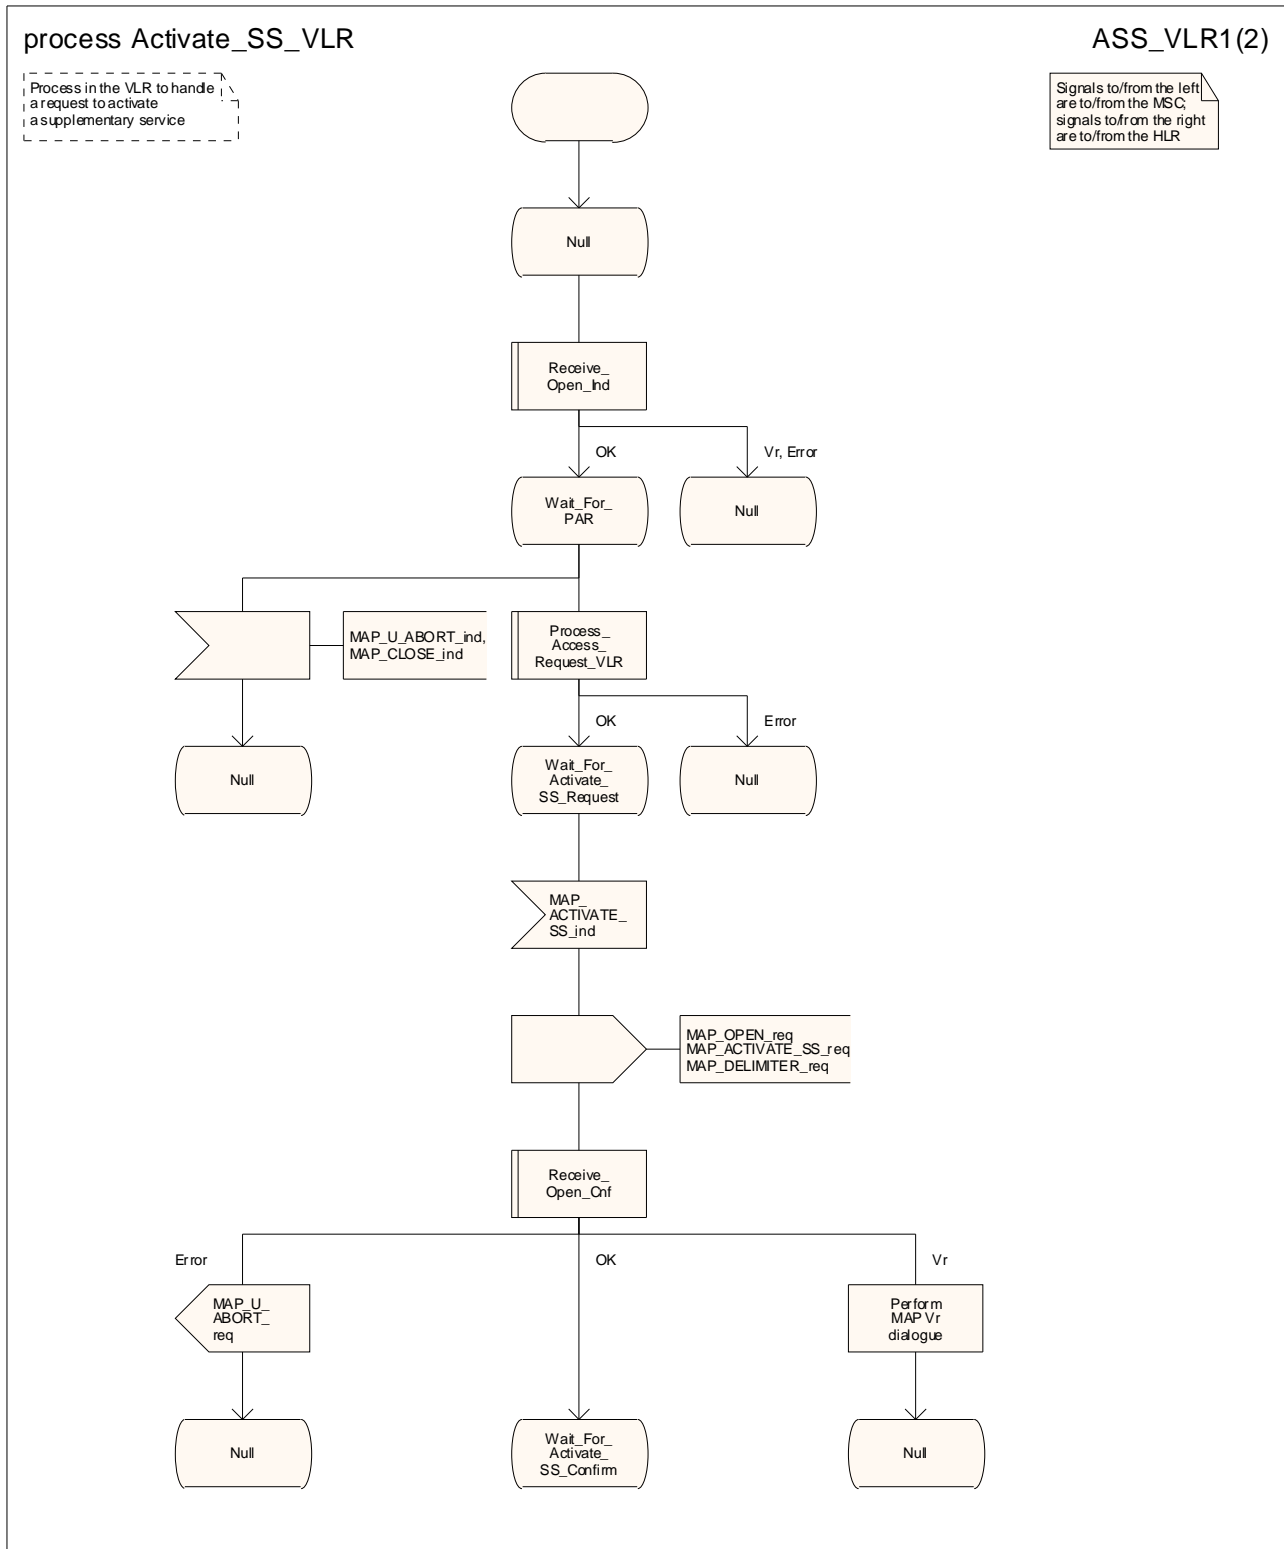 process Activate_SS_VLR
ASS_VLR1(2)
Process in the VLR to handle
a request to activate
a supplementary service
Signals to/from the left
are to/from the MSC;
signals to/from the right
are to/from the HLR
Null
Receive_
Open_Ind
OK
Vr, Error
Wait_For_
PAR
Null
MAP_U_ABORT_ind,
MAP_CLOSE_ind
Process_
Access_
Request_VLR
OK
Error
Null
Wait_For_
Activate_
SS_Request
Null
MAP_
ACTIVATE_
SS_ind
MAP_OPEN_req
MAP_ACTIVATE_SS_req
MAP_DELIMITER_req
Receive_
Open_Cnf
Error
OK
Vr
MAP_U_
ABORT_
req
Perform
MAP Vr
dialogue
Null
Wait_For_
Activate_
SS_Confirm
Null